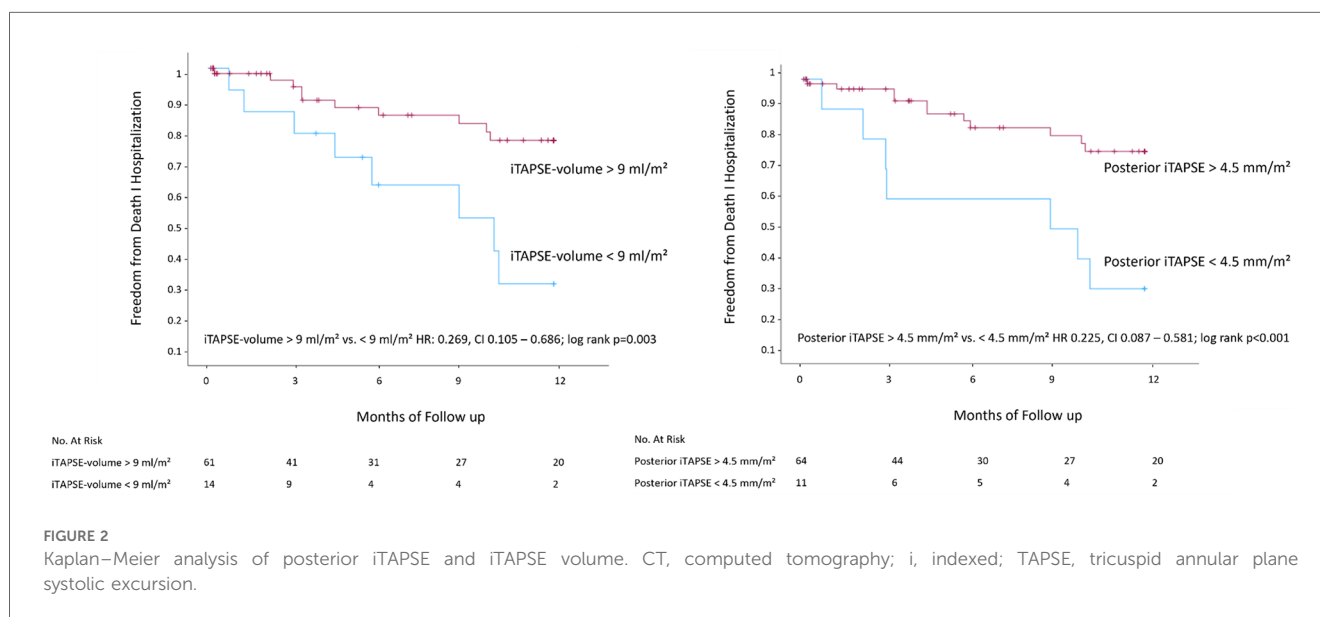 Freedom from Death I Hospitalization
1
0.9
0.8
0.7
0.6
0.5
0.4
0.3
0.2
0.1
iTAPSE-volume > 9 ml/m²
iTAPSE-volume < 9 ml/m²
iTAPSE-volume > 9 ml/m² vs. < 9 ml/m² HR: 0.269, CI 0.105 – 0.686; log rank p=0.003
0 3 6 9 12
Months of Follow up
No. At Risk
iTAPSE-volume > 9 ml/m² 61 41 31 27 20
iTAPSE-volume < 9 ml/m² 14 9 4 4 2
Freedom from Death I Hospitalization
1
0.9
0.8
0.7
0.6
0.5
0.4
0.3
0.2
0.1
Posterior iTAPSE > 4.5 mm/m²
Posterior iTAPSE < 4.5 mm/m²
Posterior iTAPSE > 4.5 mm/m² vs. < 4.5 mm/m² HR 0.225, CI 0.087 – 0.581; log rank p<0.001
0 3 6 9 12
Months of Follow up
No. At Risk
Posterior iTAPSE > 4.5 mm/m² 64 44 30 27 20
Posterior iTAPSE < 4.5 mm/m² 11 6 5 4 2
FIGURE 2
Kaplan–Meier analysis of posterior iTAPSE and iTAPSE volume. CT, computed tomography; i, indexed; TAPSE, tricuspid annular plane
systolic excursion.